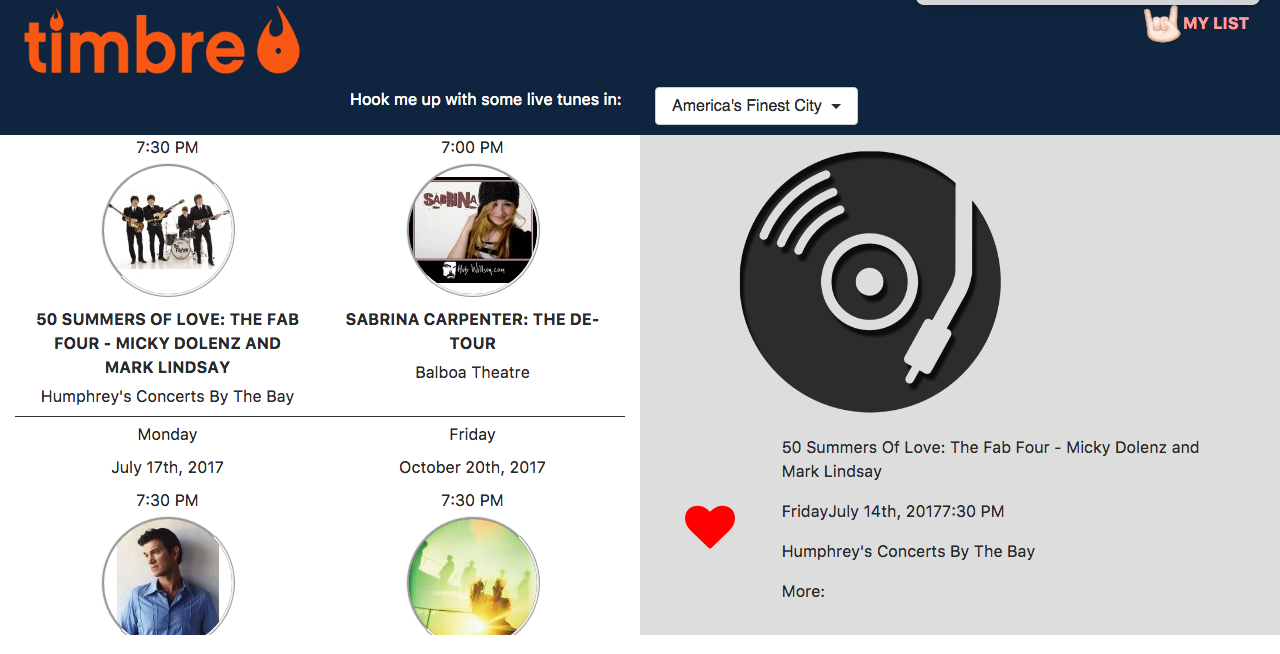 timbre
MY LIST
Hook me up with some live tunes in:
America's Finest City
7:30 PM
50 SUMMERS OF LOVE: THE FAB
FOUR - MICKY DOLENZ AND
MARK LINDSAY
Humphrey's Concerts By The Bay
7:00 PM
SABRINA
Hub Willson.com
SABRINA CARPENTER: THE DE-
TOUR
Balboa Theatre
Monday
July 17th, 2017
7:30 PM
Friday
October 20th, 2017
7:30 PM
50 Summers Of Love: The Fab Four - Micky Dolenz and
Mark Lindsay
FridayJuly 14th, 20177:30 PM
Humphrey's Concerts By The Bay
More: